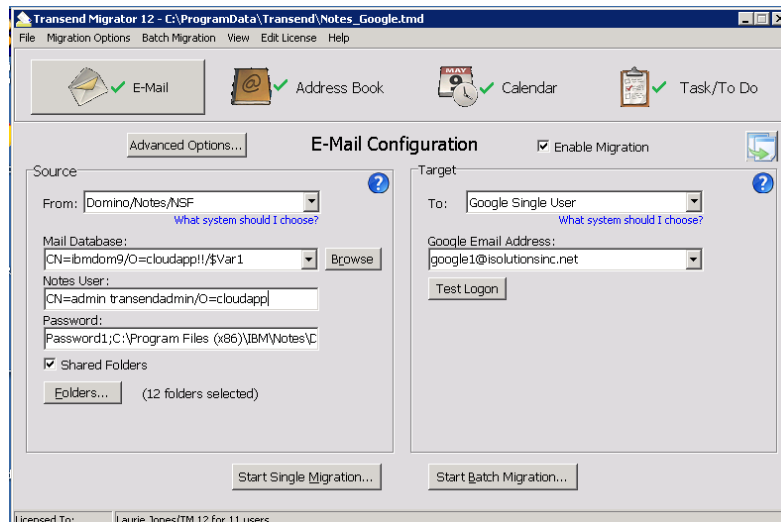 Transend Migrator 12 - C:\ProgramData\Transend\Notes_Google.tmd
File Migration Options Batch Migration View Edit License Help
MAY
9
E-Mail Address Book Calendar Task/To Do
Advanced Options... E-Mail Configuration Enable Migration
Source Target
From: Domino/Notes/NSF To: Google Single User
What system should I choose? What system should I choose?
Mail Database: Google Email Address:
CN=ibmdom9/O=cloudapp!!/$Var1 Browse google1@isolutionsinc.net
Notes User:
CN=admin transendadmin/O=cloudapp Test Logon
Password:
Password1;C:\Program Files (x86)\IBM\Notes\D
Shared Folders
Folders... (12 folders selected)
Start Single Migration... Start Batch Migration...
Licensed To: Laurie Jones/TM 12 for 11 users